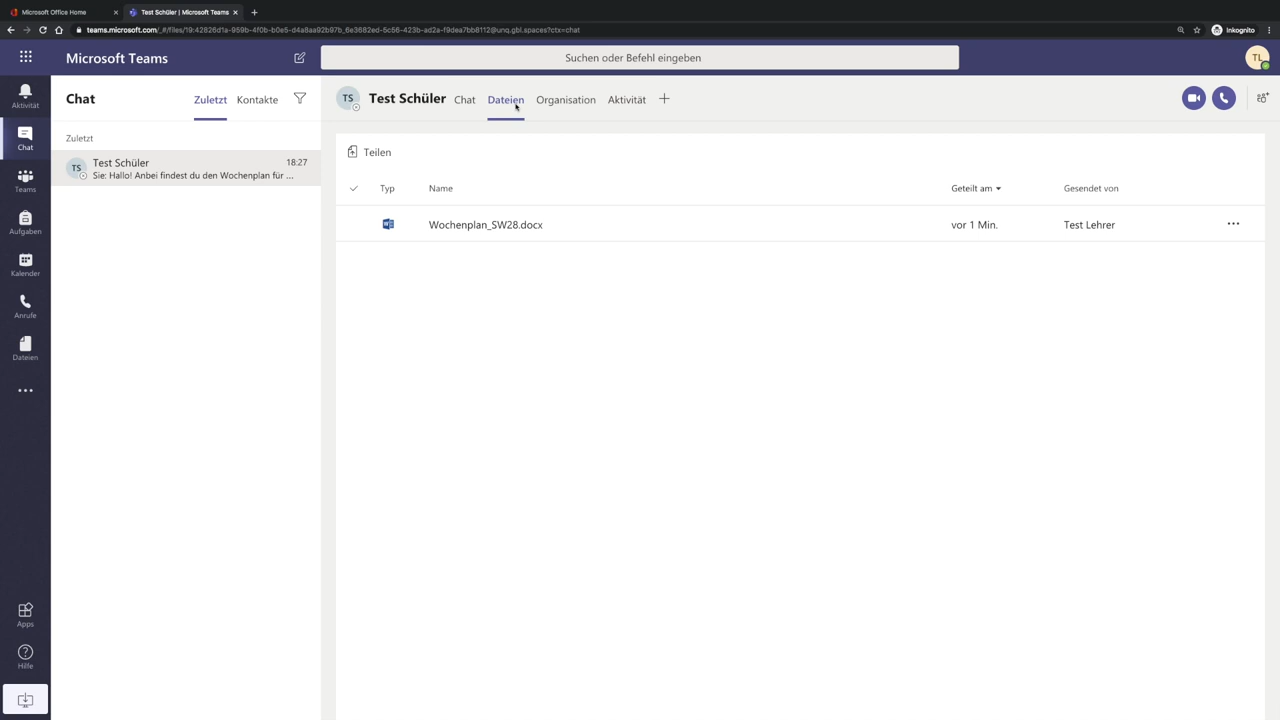 Microsoft Office Home
Test Schüler | Microsoft Teams
teams.microsoft.com/_#/files/19:42826d1a-959b-4f0b-b0e5-d4a8aa92b97b_6e3682ed-5c56-423b-ad2a-f9dea7bb8112@unq.gbl.spaces?ctx=chat
Inkognito
Microsoft Teams
Suchen oder Befehl eingeben
TL
Aktivität
Chat
Teams
Aufgaben
Kalender
Anrufe
Dateien
Apps
Hilfe
Chat
Zuletzt
Kontakte
Zuletzt
TS
Test Schüler
18:27
Sie: Hallo! Anbei findest du den Wochenplan für ...
TS
Test Schüler
Chat
Dateien
Organisation
Aktivität
Teilen
Typ
Name
Geteilt am
Gesendet von
Wochenplan_SW28.docx
vor 1 Min.
Test Lehrer